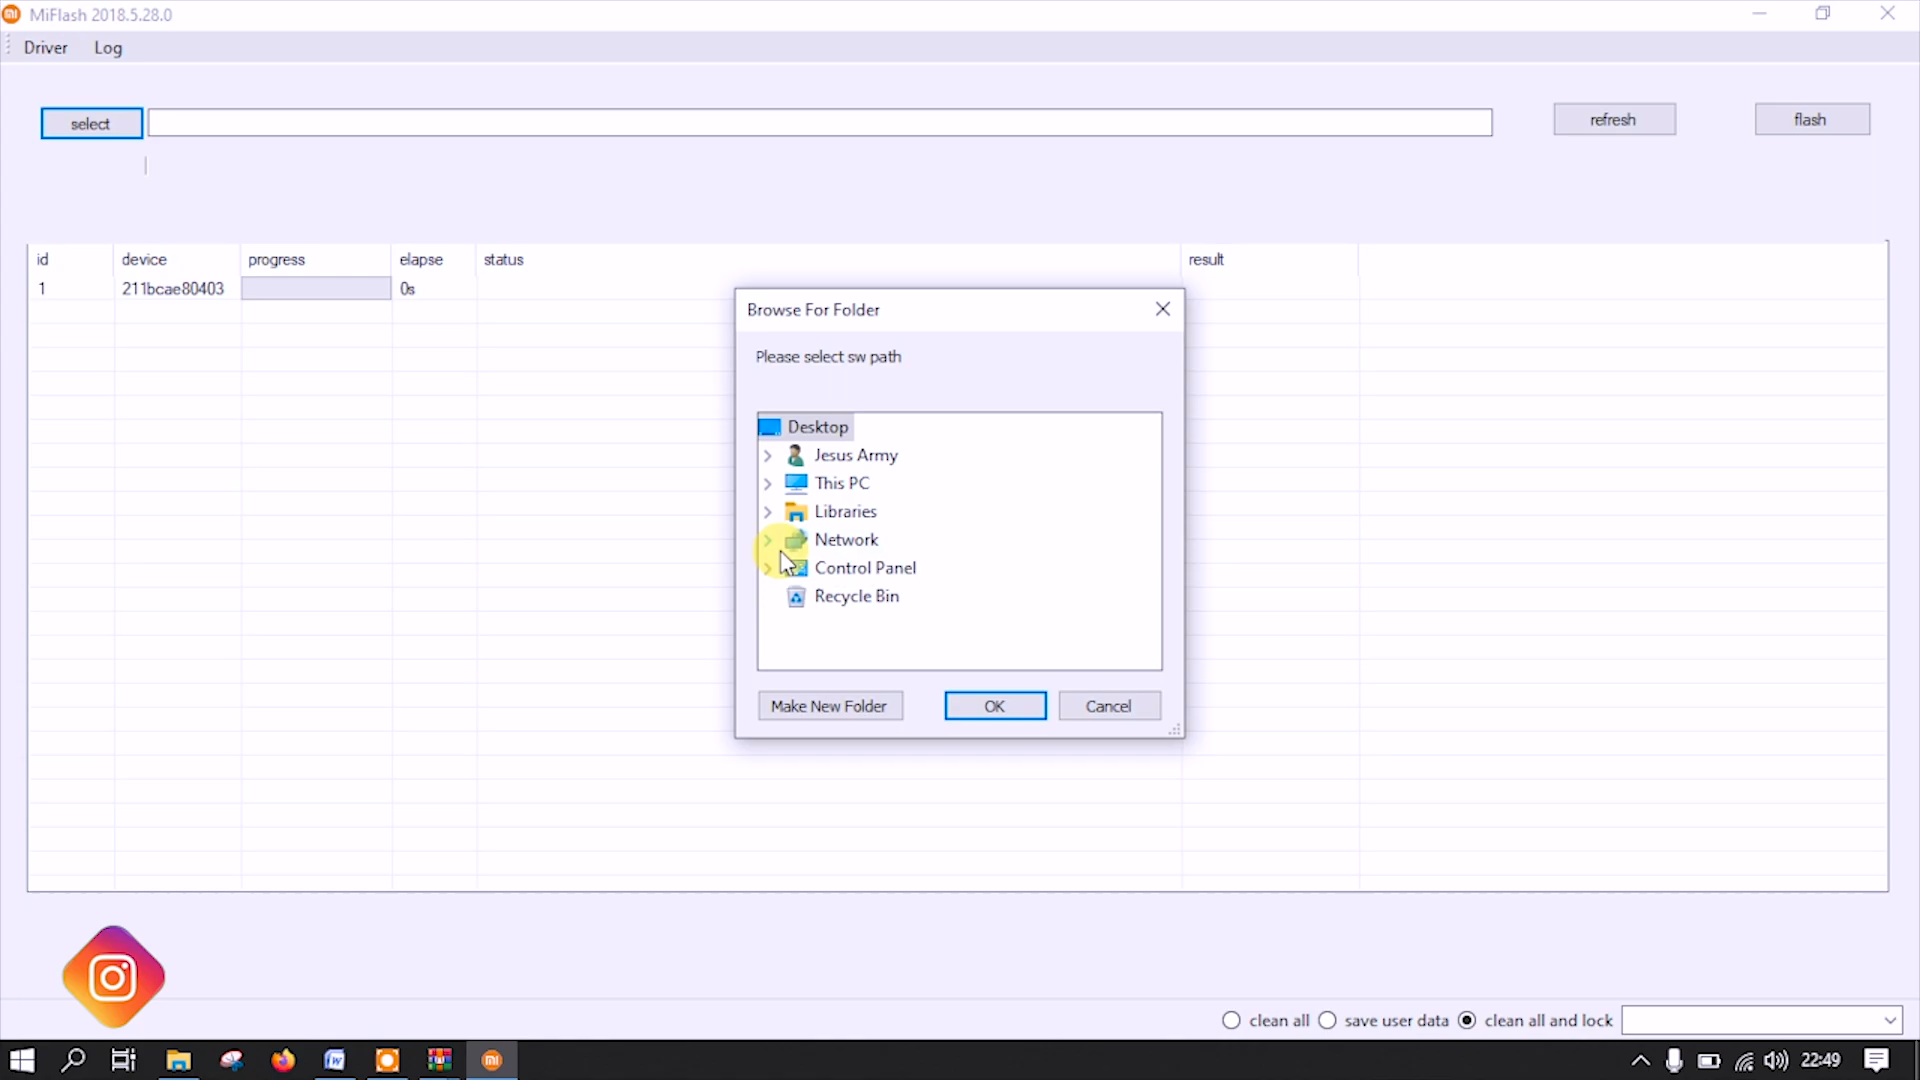 MiFlash 2018.5.28.0
Driver Log
select refresh flash
id device progress elapse status result
1 211bcae80403 0s
Browse For Folder
Please select sw path
Desktop
Jesus Army
This PC
Libraries
Network
Control Panel
Recycle Bin
Make New Folder OK Cancel
clean all save user data clean all and lock
22:49